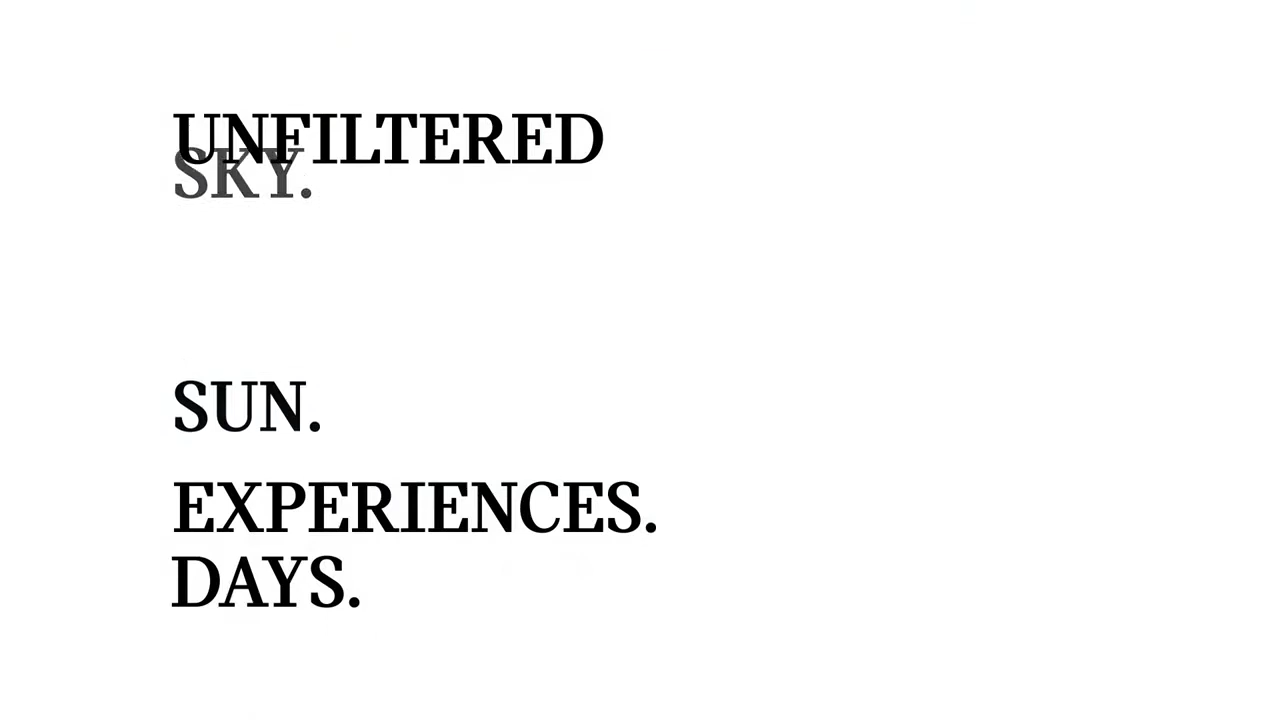 UNFILTERED
SKY.
SUN.
EXPERIENCES.
DAYS.